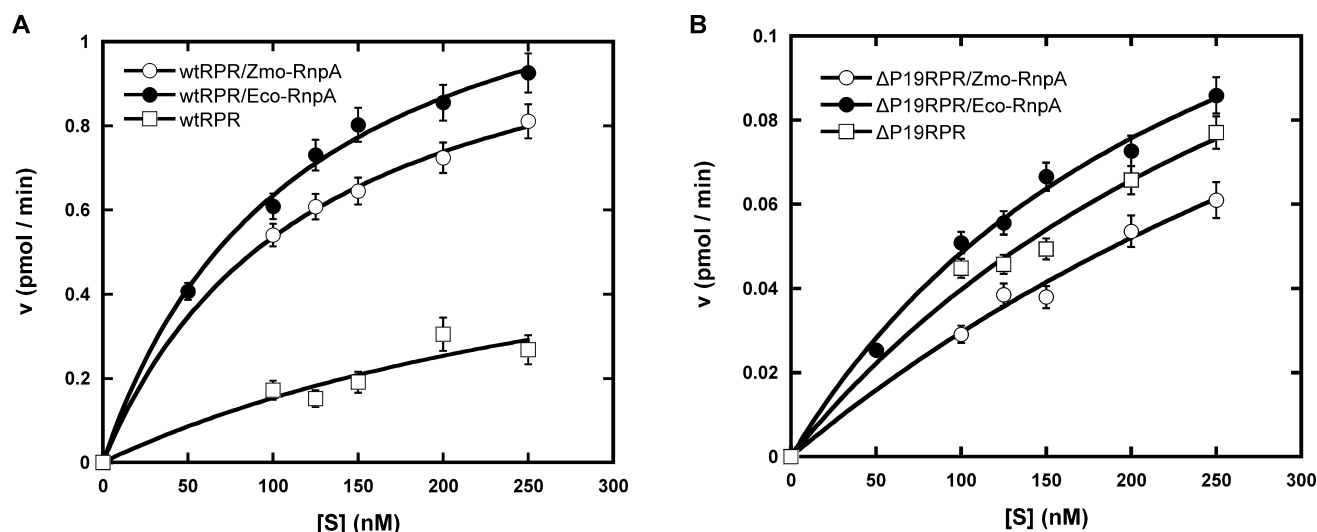 A
1
0.8
0.6
0.4
0.2
0
v (pmol / min)
wtRPR/Zmo-RnpA
wtRPR/Eco-RnpA
wtRPR
0 50 100 150 200 250 300
[S] (nM)
B
0.1
0.08
0.06
0.04
0.02
0
v (pmol / min)
ΔP19RPR/Zmo-RnpA
ΔP19RPR/Eco-RnpA
ΔP19RPR
0 50 100 150 200 250 300
[S] (nM)